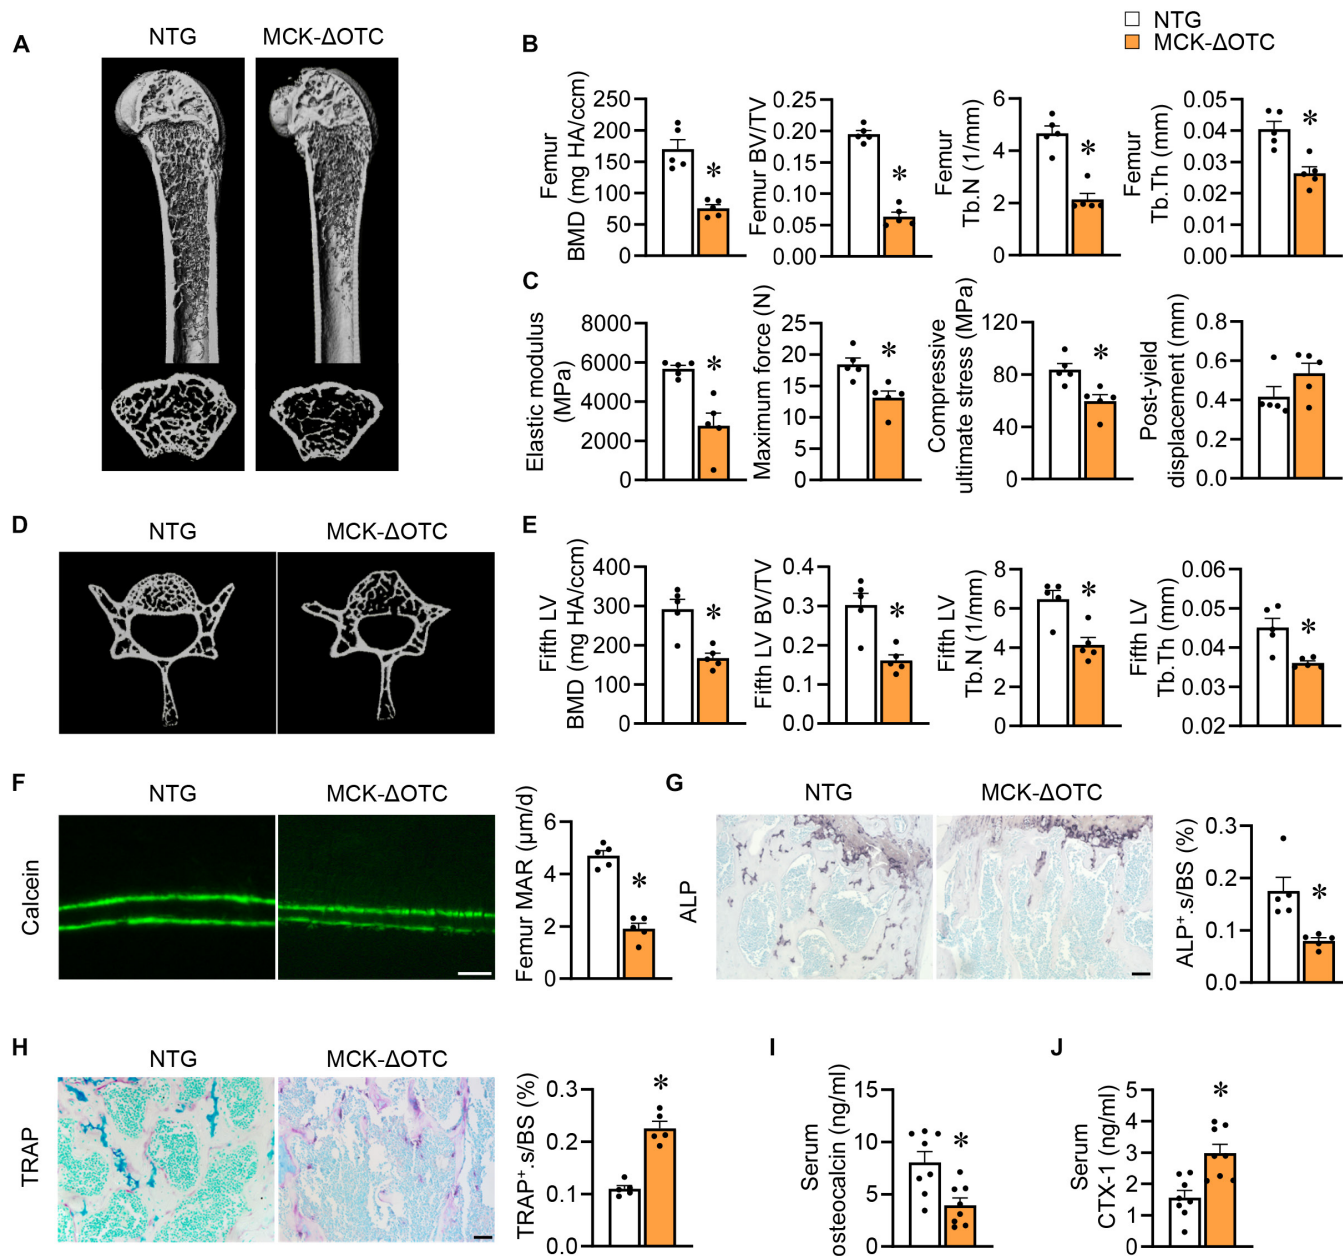 NTG
MCK-ΔOTC
A
NTG
MCK-ΔOTC
B
Femur
BMD (mg HA/ccm)
250
200
150
100
50
0
*
Femur BV/TV
0.25
0.20
0.15
0.10
0.05
0.00
*
Femur
Tb.N (1/mm)
6
4
2
0
*
Femur
Tb.Th (mm)
0.05
0.04
0.03
0.02
0.01
0.00
*
C
Elastic modulus
(MPa)
8000
6000
4000
2000
0
*
Maximum force (N)
25
20
15
10
5
0
*
Compressive
ultimate stress (MPa)
120
80
40
0
*
Post-yield
displacement (mm)
0.8
0.6
0.4
0.2
0.0
D
NTG
MCK-ΔOTC
E
Fifth LV
BMD (mg HA/ccm)
400
300
200
100
0
*
Fifth LV BV/TV
0.4
0.3
0.2
0.1
0.0
*
Fifth LV
Tb.N (1/mm)
8
6
4
2
0
*
Fifth LV
Tb.Th (mm)
0.06
0.05
0.04
0.03
0.02
*
F
NTG
MCK-ΔOTC
Calcein
Femur MAR (μm/d)
6
4
2
0
*
G
NTG
MCK-ΔOTC
ALP
ALP⁺.s/BS (%)
0.3
0.2
0.1
0.0
*
H
NTG
MCK-ΔOTC
TRAP
TRAP⁺.s/BS (%)
0.3
0.2
0.1
0.0
*
I
Serum
osteocalcin (ng/ml)
15
10
5
0
*
J
Serum
CTX-1 (ng/ml)
5
4
3
2
1
0
*